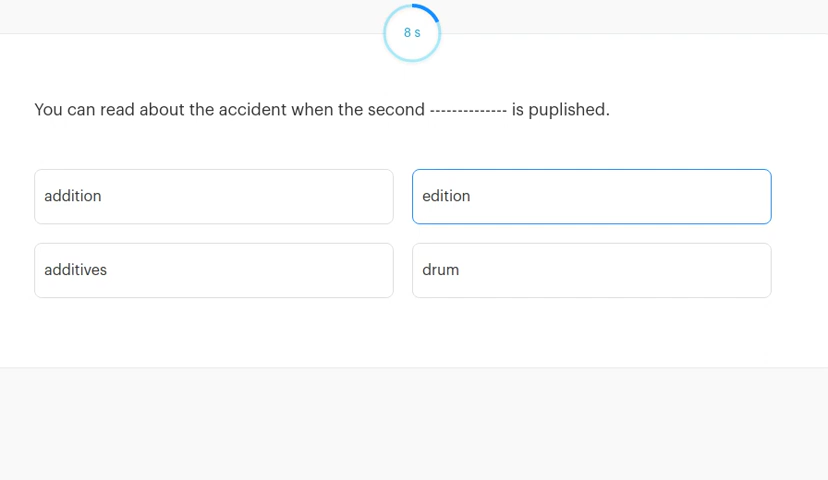 8 s
You can read about the accident when the second -------------- is puplished.
addition
edition
additives
drum